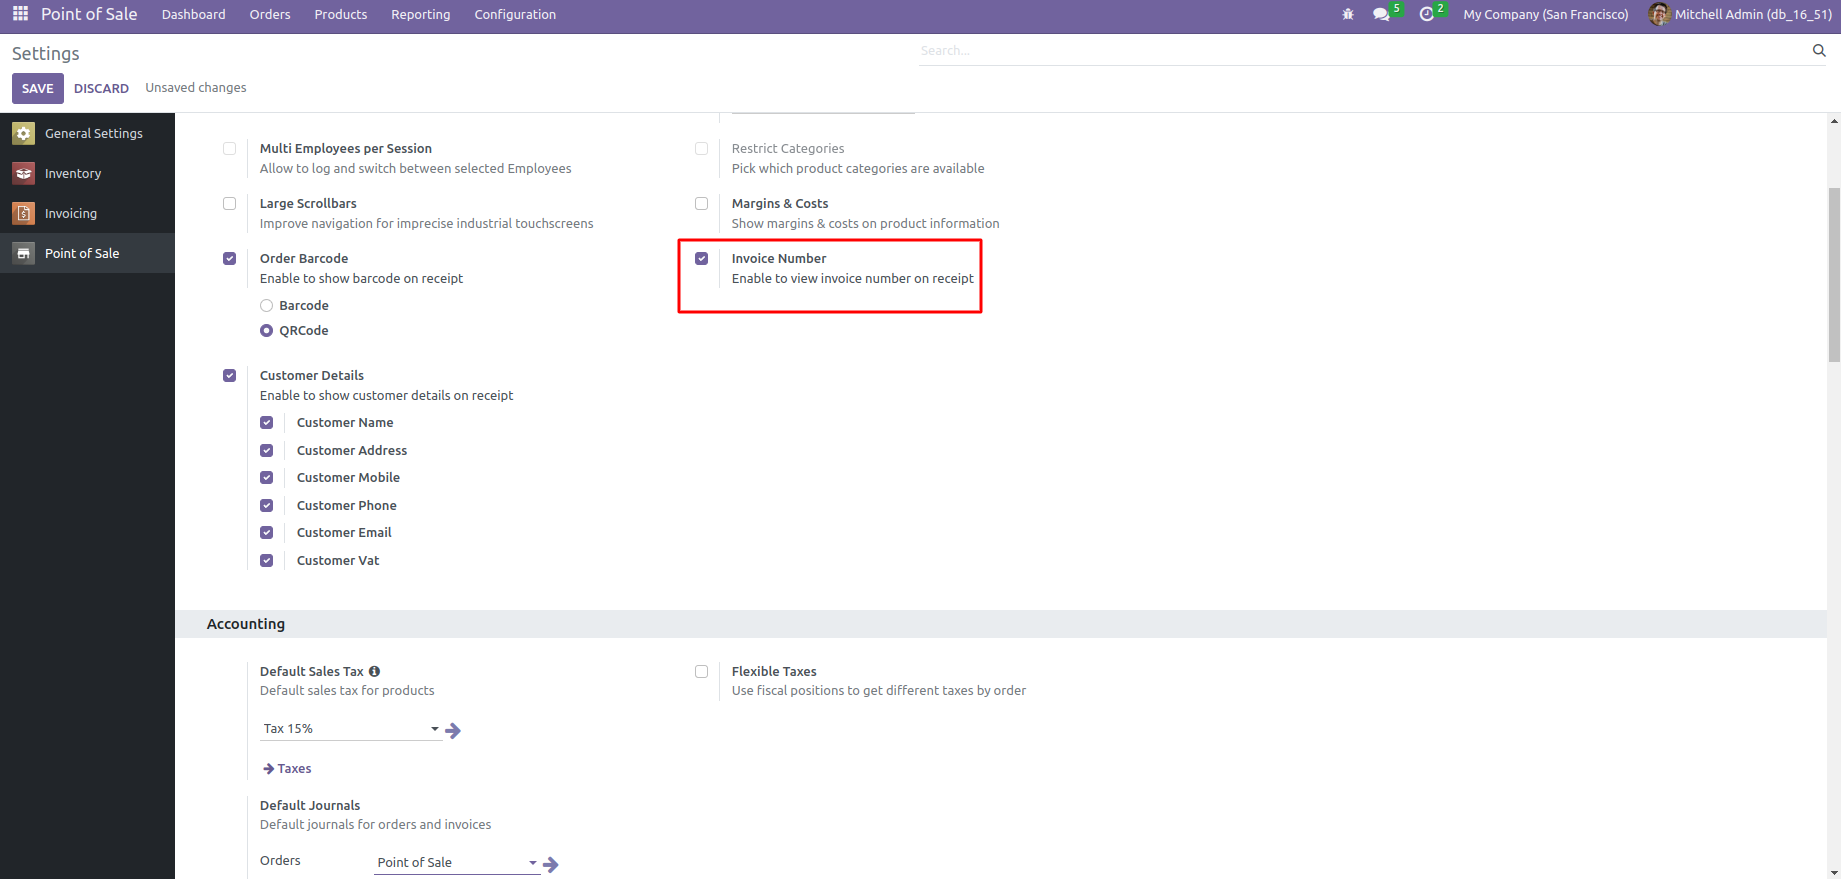 Point of Sale Dashboard Orders Products Reporting Configuration 5 2 My Company (San Francisco) Mitchell Admin (db_16_51)
Settings Search...
SAVE DISCARD Unsaved changes
General Settings
Inventory
Invoicing
Point of Sale
Multi Employees per Session
Allow to log and switch between selected Employees
Restrict Categories
Pick which product categories are available
Large Scrollbars
Improve navigation for imprecise industrial touchscreens
Margins & Costs
Show margins & costs on product information
Order Barcode
Enable to show barcode on receipt
Barcode
QRCode
Invoice Number
Enable to view invoice number on receipt
Customer Details
Enable to show customer details on receipt
Customer Name
Customer Address
Customer Mobile
Customer Phone
Customer Email
Customer Vat
Accounting
Default Sales Tax
Default sales tax for products
Tax 15%
Taxes
Flexible Taxes
Use fiscal positions to get different taxes by order
Default Journals
Default journals for orders and invoices
Orders Point of Sale